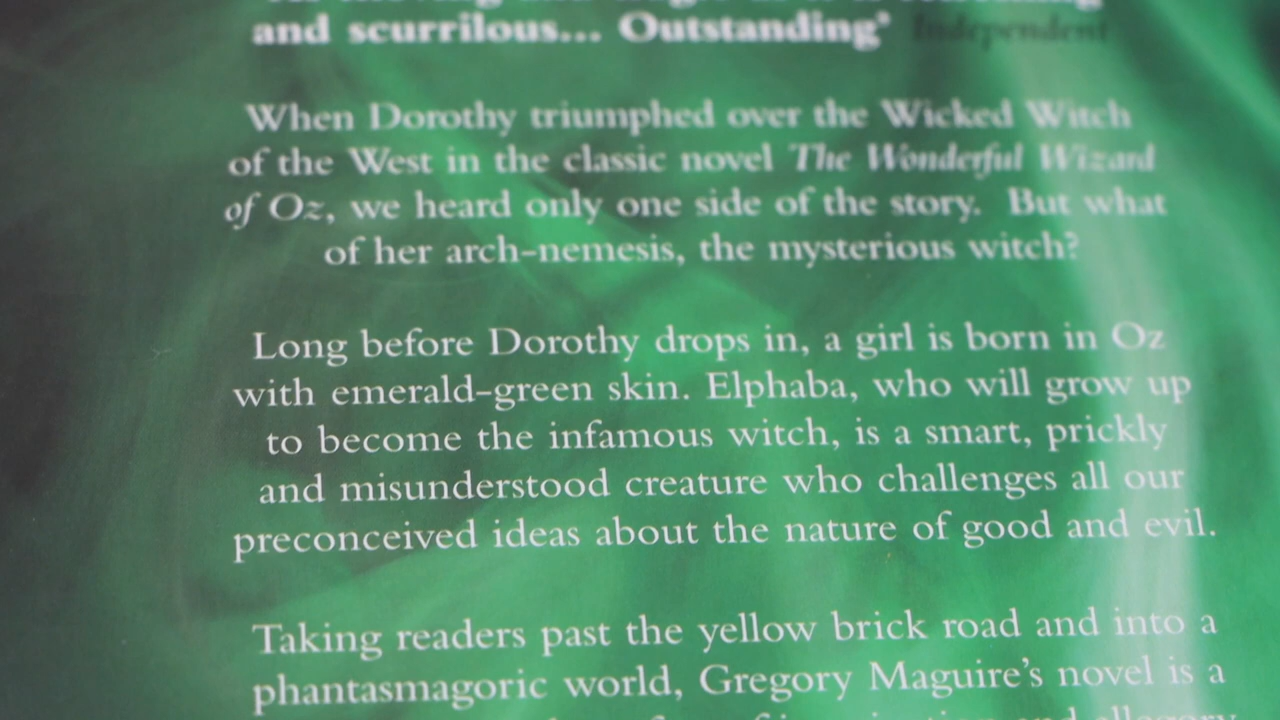 and scurrilous... Outstanding' Independent
When Dorothy triumphed over the Wicked Witch
of the West in the classic novel The Wonderful Wizard
of Oz, we heard only one side of the story. But what
of her arch-nemesis, the mysterious witch?
Long before Dorothy drops in, a girl is born in Oz
with emerald-green skin. Elphaba, who will grow up
to become the infamous witch, is a smart, prickly
and misunderstood creature who challenges all our
preconceived ideas about the nature of good and evil.
Taking readers past the yellow brick road and into a
phantasmagoric world, Gregory Maguire's novel is a